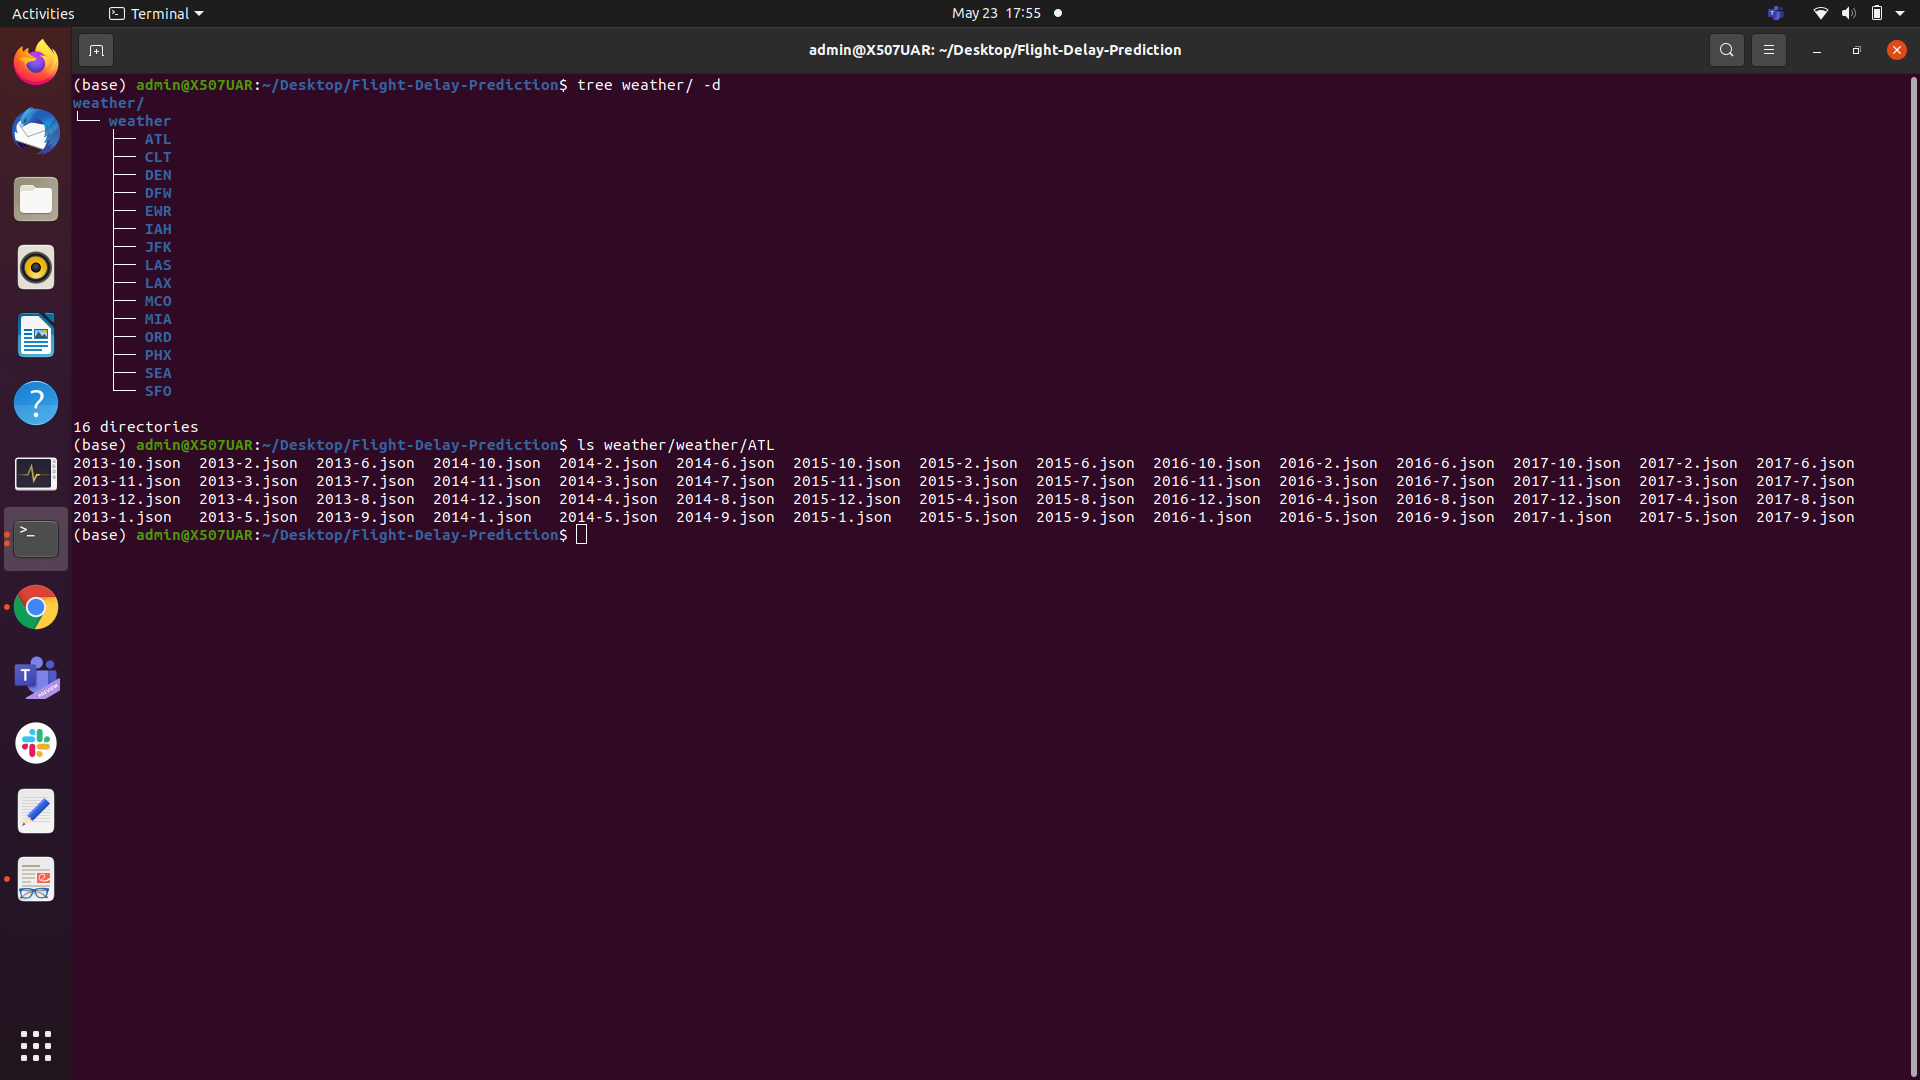 Activities Terminal May 23 17:55
admin@X507UAR: ~/Desktop/Flight-Delay-Prediction
(base) admin@X507UAR:~/Desktop/Flight-Delay-Prediction$ tree weather/ -d
weather/
└── weather
    ├── ATL
    ├── CLT
    ├── DEN
    ├── DFW
    ├── EWR
    ├── IAH
    ├── JFK
    ├── LAS
    ├── LAX
    ├── MCO
    ├── MIA
    ├── ORD
    ├── PHX
    ├── SEA
    └── SFO
16 directories
(base) admin@X507UAR:~/Desktop/Flight-Delay-Prediction$ ls weather/weather/ATL
2013-10.json 2013-2.json 2013-6.json 2014-10.json 2014-2.json 2014-6.json 2015-10.json 2015-2.json 2015-6.json 2016-10.json 2016-2.json 2016-6.json 2017-10.json 2017-2.json 2017-6.json
2013-11.json 2013-3.json 2013-7.json 2014-11.json 2014-3.json 2014-7.json 2015-11.json 2015-3.json 2015-7.json 2016-11.json 2016-3.json 2016-7.json 2017-11.json 2017-3.json 2017-7.json
2013-12.json 2013-4.json 2013-8.json 2014-12.json 2014-4.json 2014-8.json 2015-12.json 2015-4.json 2015-8.json 2016-12.json 2016-4.json 2016-8.json 2017-12.json 2017-4.json 2017-8.json
2013-1.json 2013-5.json 2013-9.json 2014-1.json 2014-5.json 2014-9.json 2015-1.json 2015-5.json 2015-9.json 2016-1.json 2016-5.json 2016-9.json 2017-1.json 2017-5.json 2017-9.json
(base) admin@X507UAR:~/Desktop/Flight-Delay-Prediction$